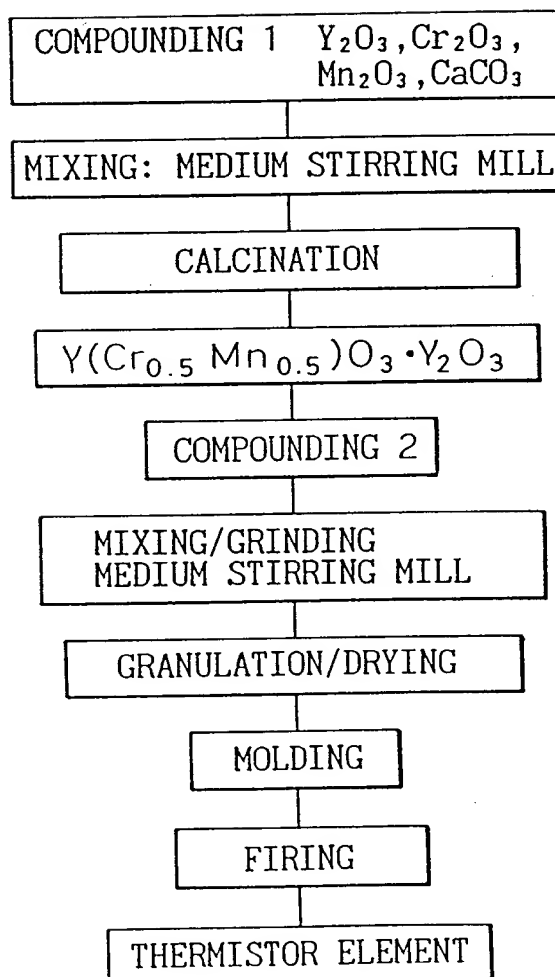 COMPOUNDING 1 Y₂O₃,Cr₂O₃,
Mn₂O₃,CaCO₃
MIXING: MEDIUM STIRRING MILL
CALCINATION
Y(Cr₀.₅ Mn₀.₅)O₃•Y₂O₃
COMPOUNDING 2
MIXING/GRINDING
MEDIUM STIRRING MILL
GRANULATION/DRYING
MOLDING
FIRING
THERMISTOR ELEMENT